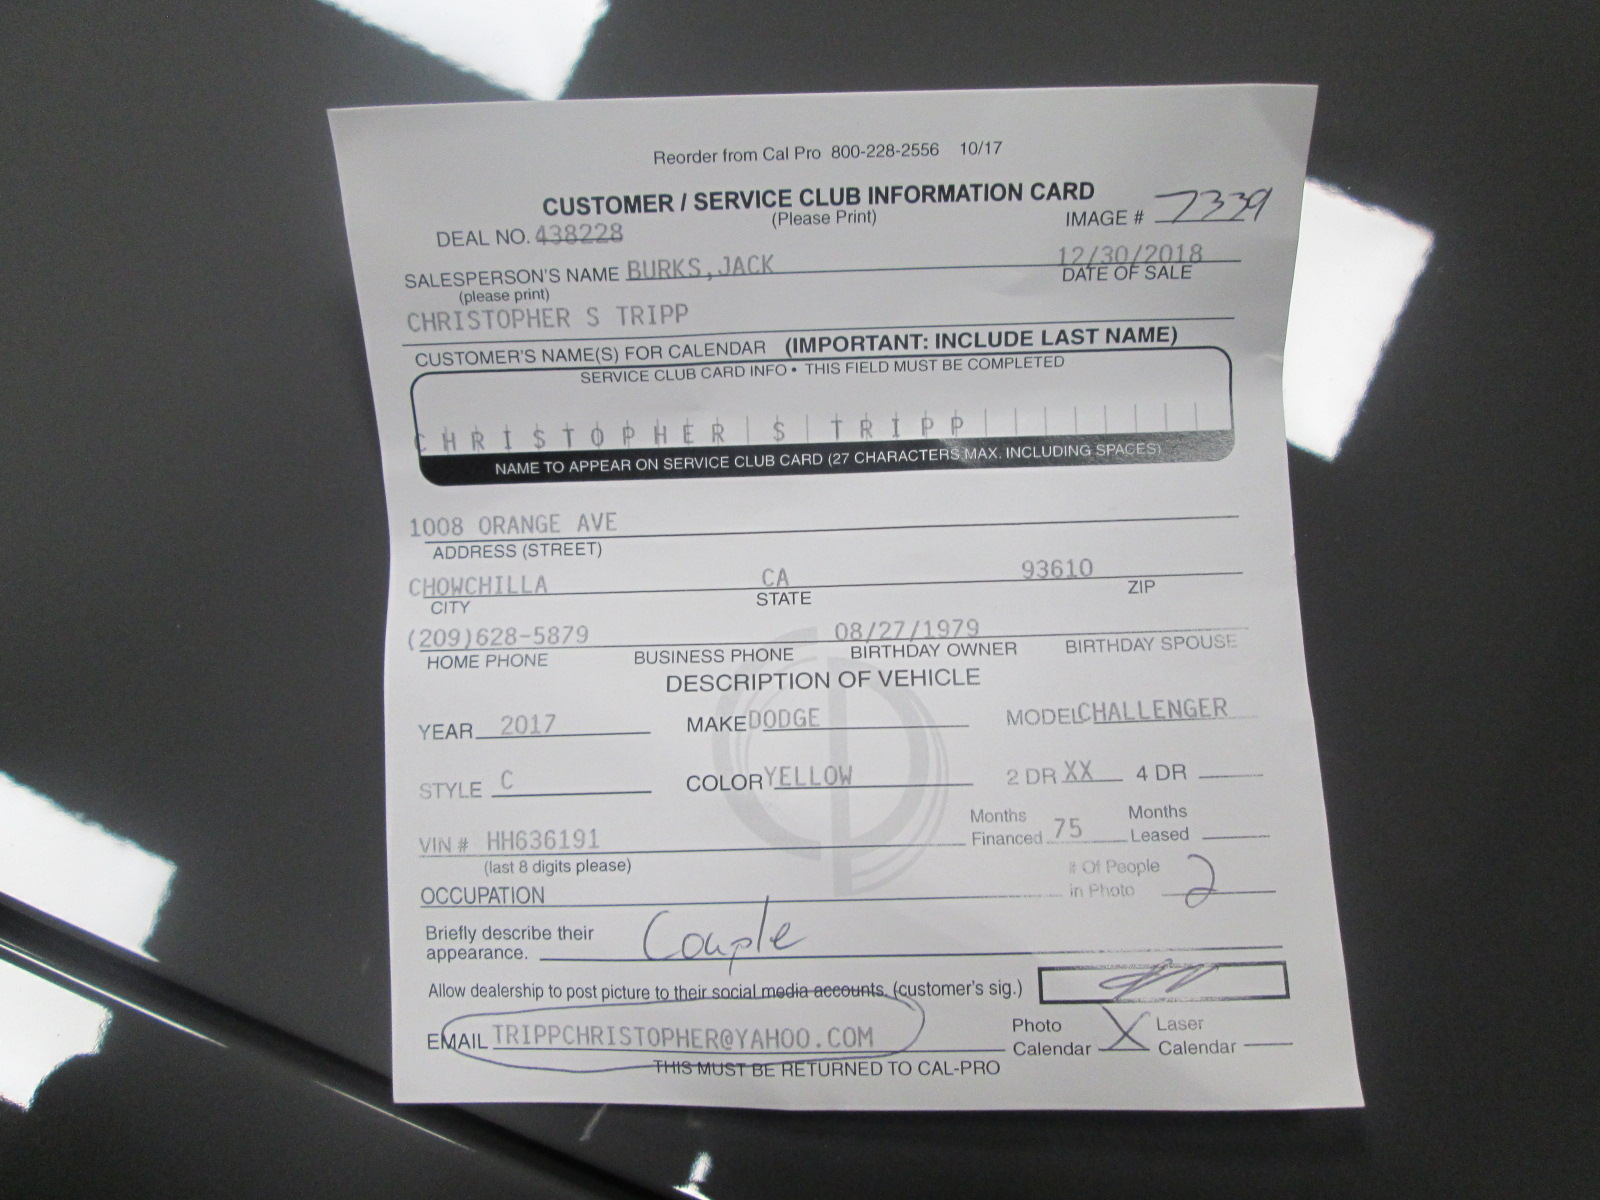 Reorder from Cal Pro 800-228-2556 10/17
CUSTOMER / SERVICE CLUB INFORMATION CARD
(Please Print)
IMAGE # 7339
DEAL NO. 438228
SALESPERSON'S NAME BURKS,JACK
12/30/2018
(please print)
DATE OF SALE
CHRISTOPHER S TRIPP
CUSTOMER'S NAME(S) FOR CALENDAR (IMPORTANT: INCLUDE LAST NAME)
SERVICE CLUB CARD INFO • THIS FIELD MUST BE COMPLETED
CHRISTOPHER S TRIPP
NAME TO APPEAR ON SERVICE CLUB CARD (27 CHARACTERS MAX. INCLUDING SPACES)
1008 ORANGE AVE
ADDRESS (STREET)
CHOWCHILLA CA 93610
CITY STATE ZIP
(209)628-5879 08/27/1979
HOME PHONE BUSINESS PHONE BIRTHDAY OWNER BIRTHDAY SPOUSE
DESCRIPTION OF VEHICLE
YEAR 2017 MAKE DODGE MODEL CHALLENGER
STYLE C COLOR YELLOW 2 DR XX 4 DR
VIN # HH636191 Months Financed 75 Months Leased
(last 8 digits please)
OCCUPATION # Of People in Photo 2
Briefly describe their appearance. Couple
Allow dealership to post picture to their social media accounts. (customer's sig.)
EMAIL TRIPPCHRISTOPHER@YAHOO.COM Photo Calendar X Laser Calendar
THIS MUST BE RETURNED TO CAL-PRO